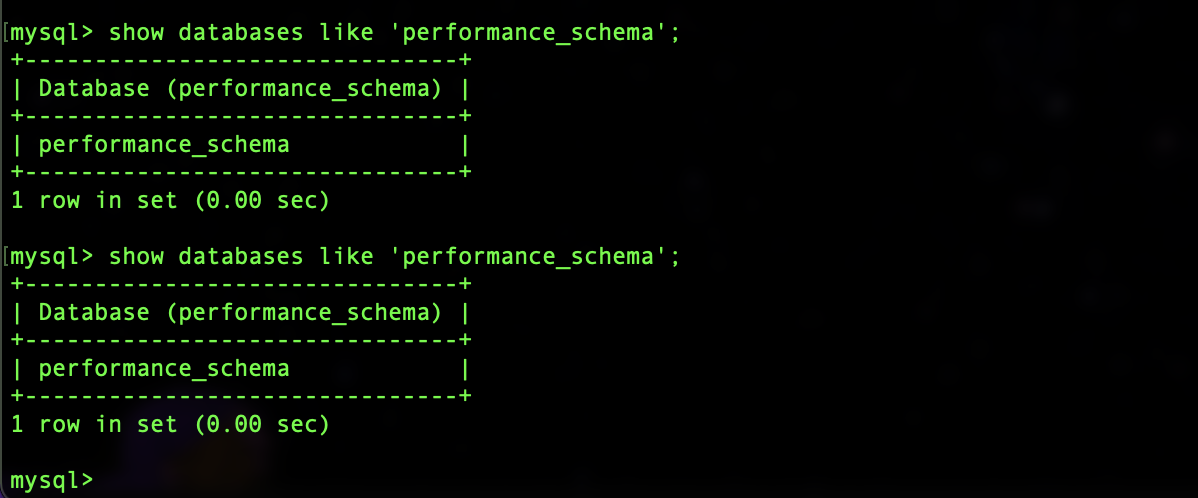 [mysql> show databases like 'performance_schema';
+-------------------------------+
| Database (performance_schema) |
+-------------------------------+
| performance_schema            |
+-------------------------------+
1 row in set (0.00 sec)
[mysql> show databases like 'performance_schema';
+-------------------------------+
| Database (performance_schema) |
+-------------------------------+
| performance_schema            |
+-------------------------------+
1 row in set (0.00 sec)
mysql>